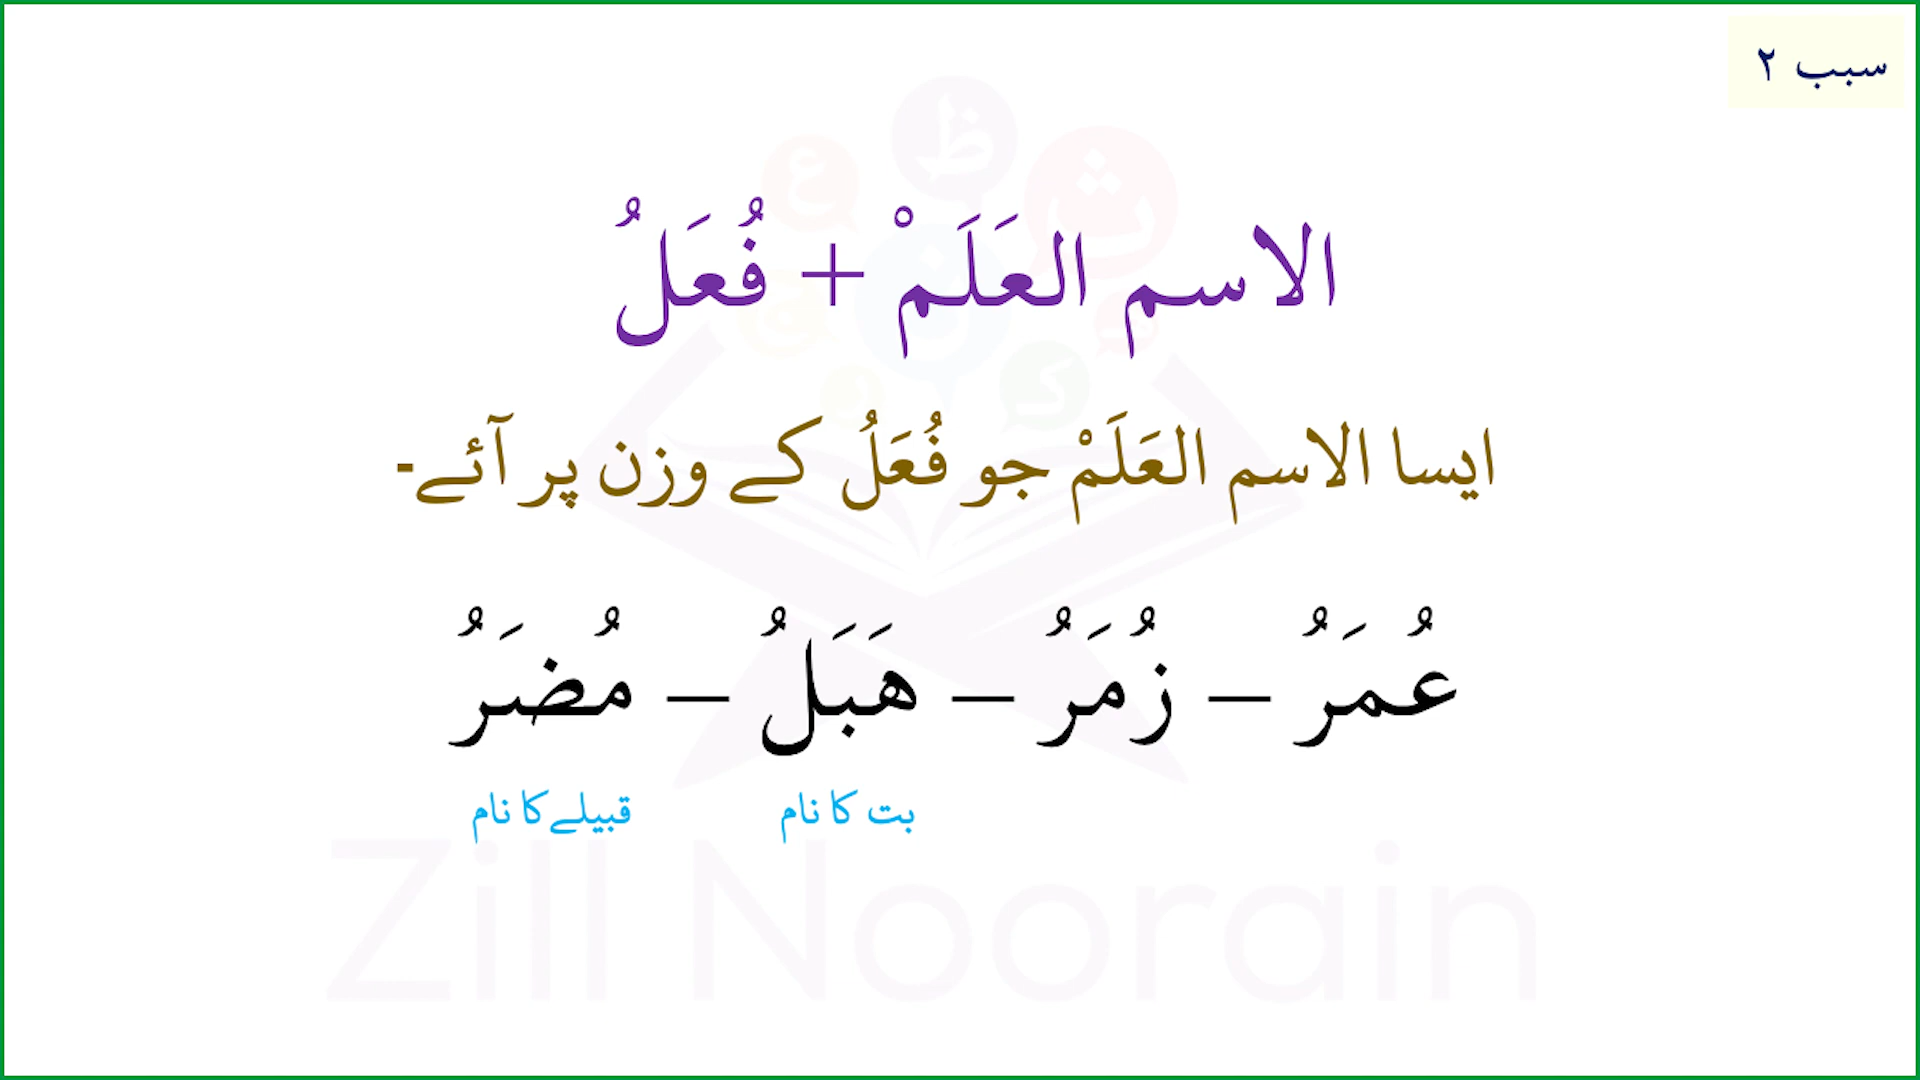 سبب ۲
الاسم العَلَمْ + فُعَلُ
ایسا الاسم العَلَمْ جو فُعَلُ کے وزن پر آئے-
عُمَرُ – زُمَرُ – هَبَلُ – مُضَرُ
بت کا نام قبیلے کا نام
Zill Noorain